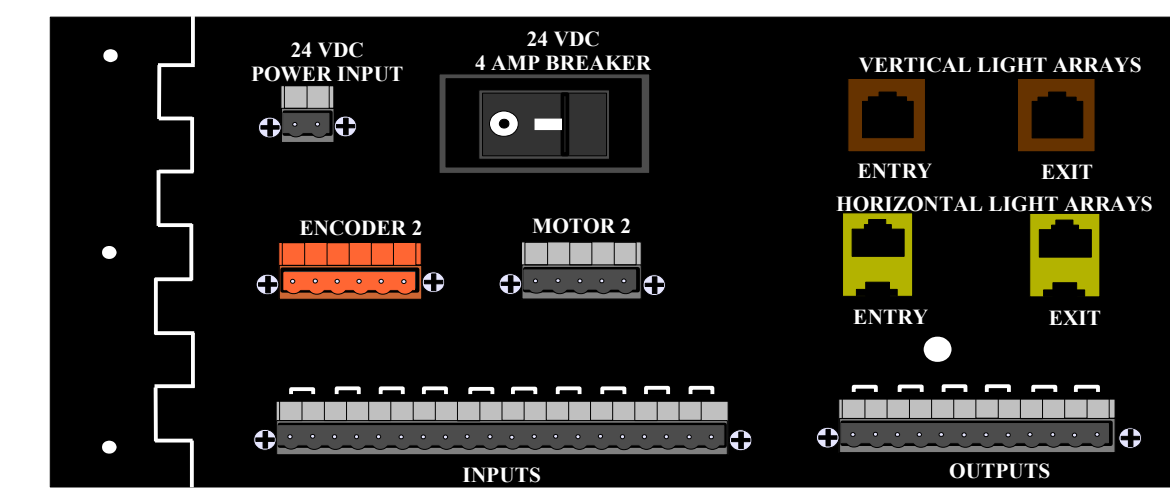 24 VDC
POWER INPUT
24 VDC
4 AMP BREAKER
VERTICAL LIGHT ARRAYS
ENTRY
EXIT
HORIZONTAL LIGHT ARRAYS
ENCODER 2
MOTOR 2
ENTRY
EXIT
INPUTS
OUTPUTS